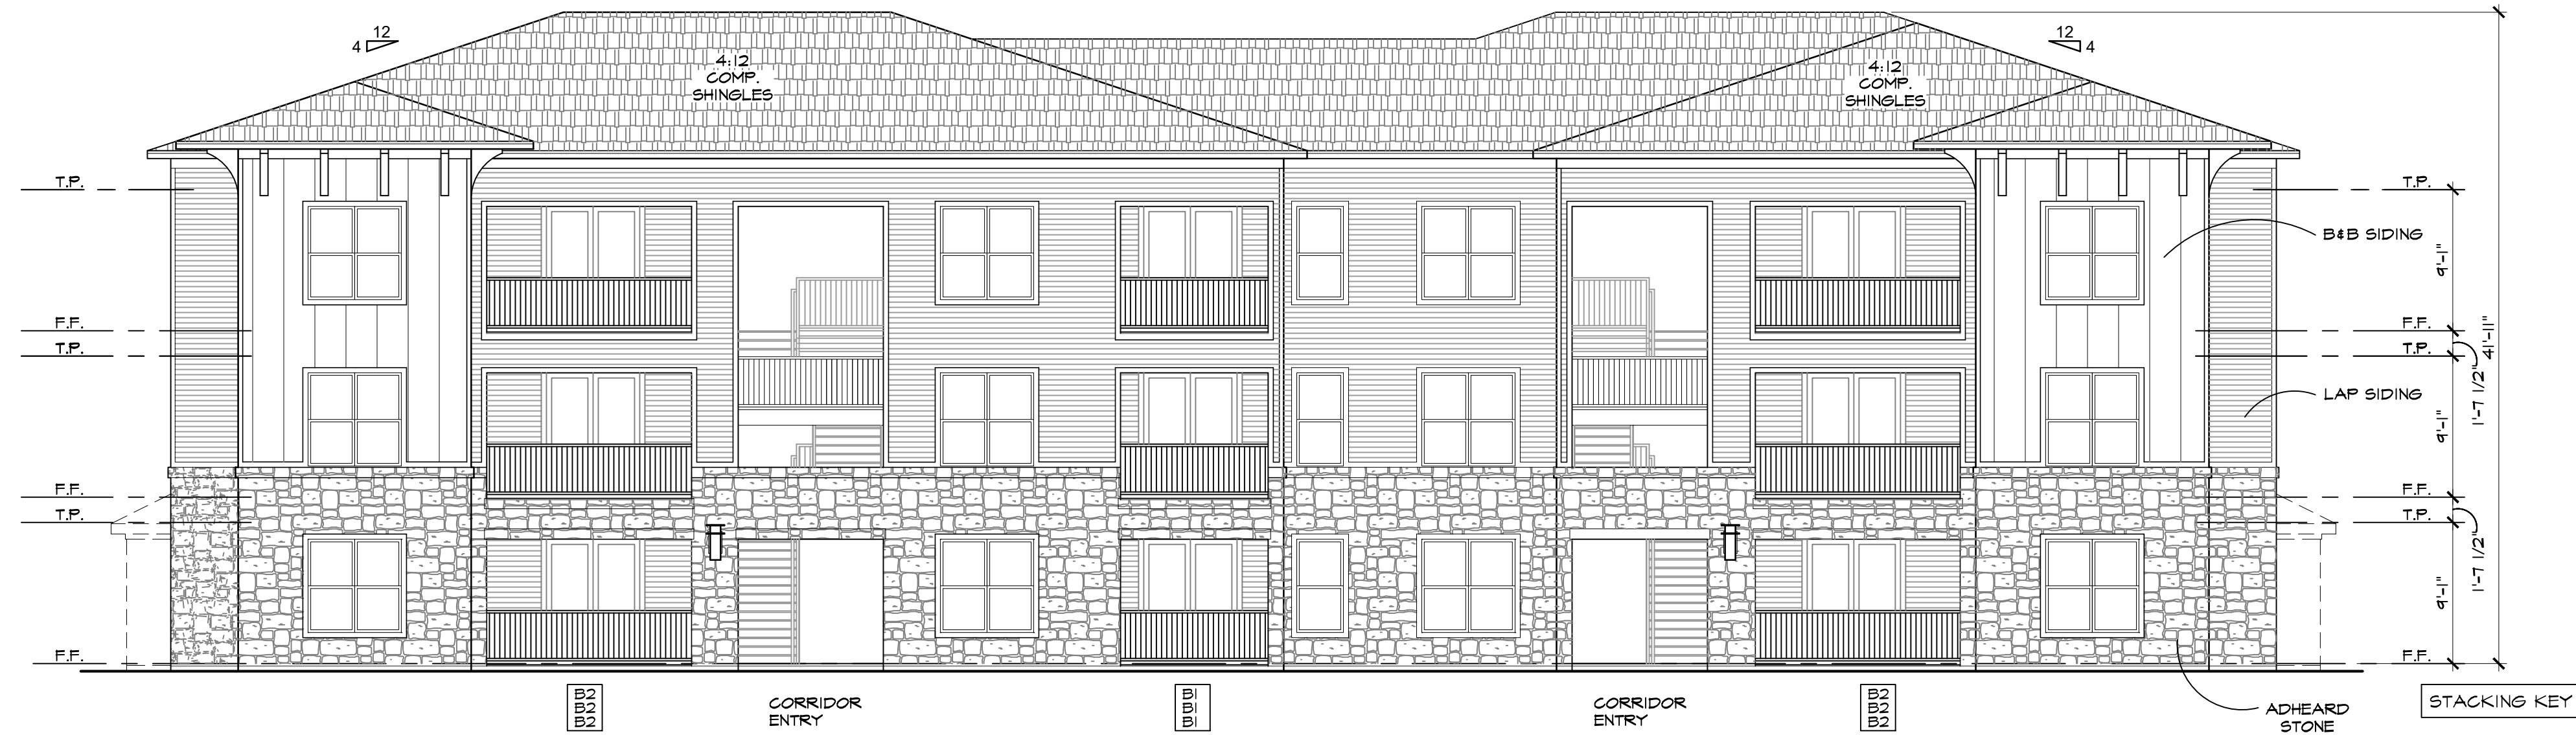 12
4
4:12
COMP.
SHINGLES
4:12
COMP.
SHINGLES
12
4
T.P.
T.P.
B&B SIDING
9'-1"
F.F.
F.F.
T.P.
T.P.
41'-11"
1'-7 1/2"
LAP SIDING
9'-1"
F.F.
F.F.
T.P.
T.P.
1'-7 1/2"
9'-1"
F.F.
F.F.
B2
B2
B2
CORRIDOR
ENTRY
B1
B1
B1
CORRIDOR
ENTRY
B2
B2
B2
ADHEARD
STONE
STACKING KEY